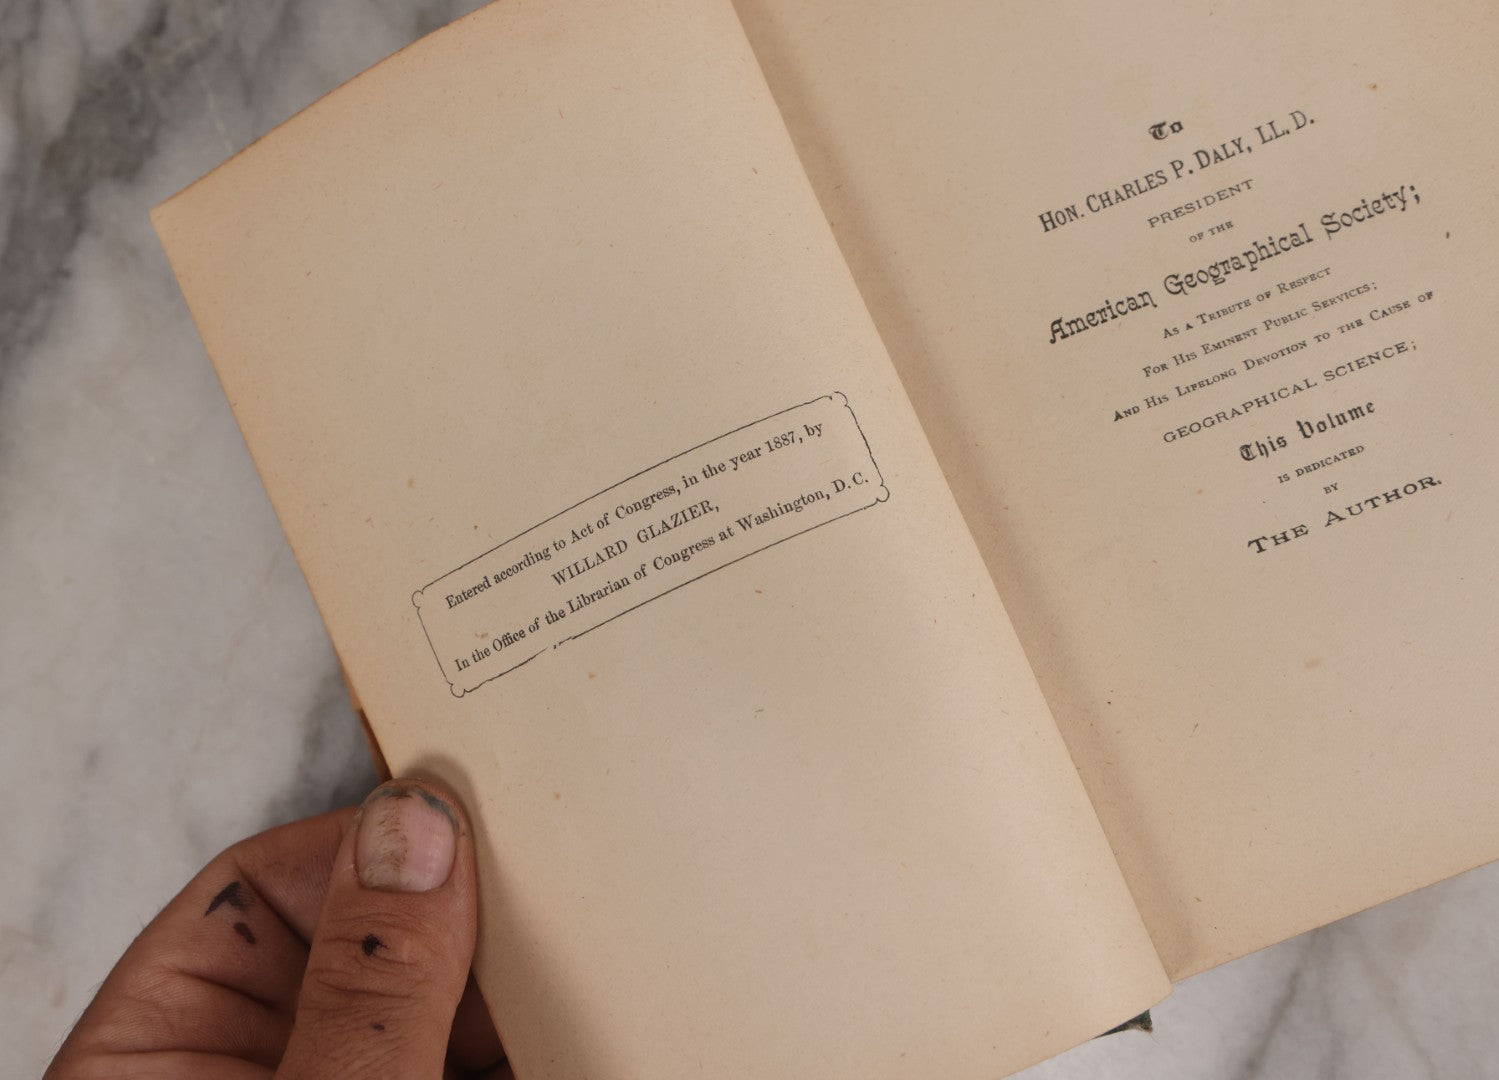 Entered according to Act of Congress, in the year 1887, by
WILLARD GLAZIER,
In the Office of the Librarian of Congress at Washington, D. C.
To
HON. CHARLES P. DALY, LL. D.
PRESIDENT
OF THE
American Geographical Society;
AS A TRIBUTE OF RESPECT
FOR HIS EMINENT PUBLIC SERVICES;
AND HIS LIFELONG DEVOTION TO THE CAUSE OF
GEOGRAPHICAL SCIENCE;
This Volume
IS DEDICATED
BY
THE AUTHOR.